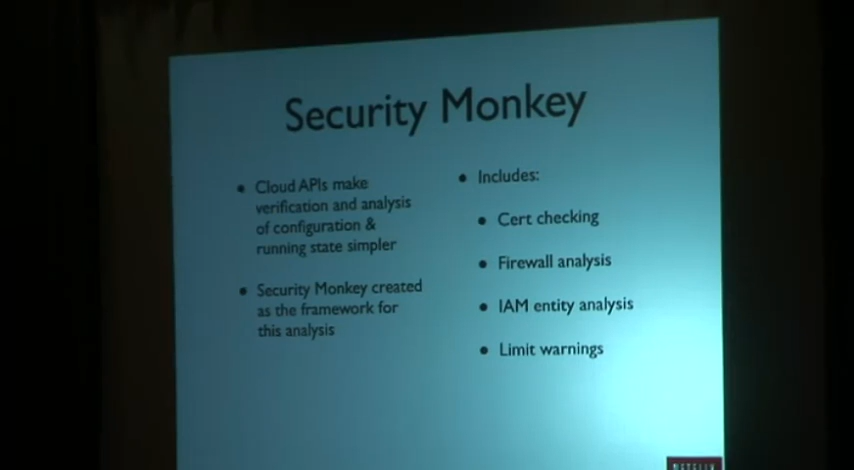 Security Monkey
• Cloud APIs make
verification and analysis
of configuration &
running state simpler
• Security Monkey created
as the framework for
this analysis
• Includes:
• Cert checking
• Firewall analysis
• IAM entity analysis
• Limit warnings
NETFLIX